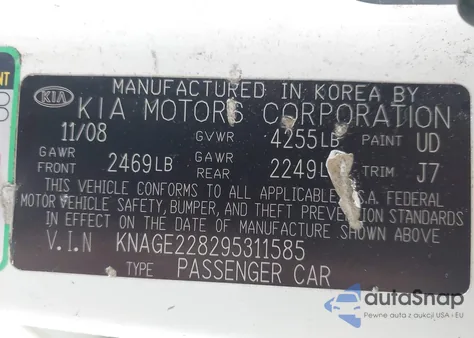 MANUFACTURED IN KOREA BY
KIA KIA MOTORS CORPORATION
11/08 GVWR 4255LB PAINT UD
GAWR FRONT 2469LB GAWR REAR 2249L TRIM J7
THIS VEHICLE CONFORMS TO ALL APPLICABLE U.S.A. FEDERAL
MOTOR VEHICLE SAFETY, BUMPER, AND THEFT PREVENTION STANDARDS
IN EFFECT ON THE DATE OF MANUFACTURE SHOWN ABOVE
V.I.N KNAGE228295311585
TYPE PASSENGER CAR
autoSnap
Pewne auta z aukcji USA i EU